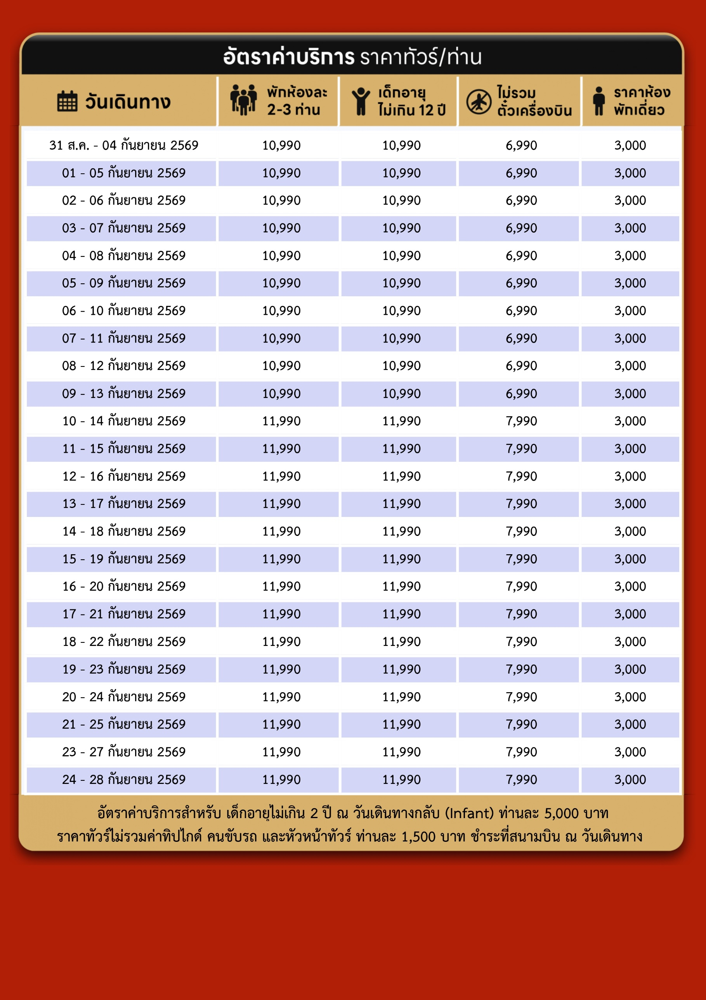 อัตราค่าบริการ ราคาทัวร์/ท่าน
วันเดินทาง พักห้องละ 2-3 ท่าน เด็กอายุ ไม่เกิน 12 ปี ไม่รวม ตั๋วเครื่องบิน ราคาห้อง พักเดี่ยว
31 ส.ค. - 04 กันยายน 2569 10,990 10,990 6,990 3,000
01 - 05 กันยายน 2569 10,990 10,990 6,990 3,000
02 - 06 กันยายน 2569 10,990 10,990 6,990 3,000
03 - 07 กันยายน 2569 10,990 10,990 6,990 3,000
04 - 08 กันยายน 2569 10,990 10,990 6,990 3,000
05 - 09 กันยายน 2569 10,990 10,990 6,990 3,000
06 - 10 กันยายน 2569 10,990 10,990 6,990 3,000
07 - 11 กันยายน 2569 10,990 10,990 6,990 3,000
08 - 12 กันยายน 2569 10,990 10,990 6,990 3,000
09 - 13 กันยายน 2569 10,990 10,990 6,990 3,000
10 - 14 กันยายน 2569 11,990 11,990 7,990 3,000
11 - 15 กันยายน 2569 11,990 11,990 7,990 3,000
12 - 16 กันยายน 2569 11,990 11,990 7,990 3,000
13 - 17 กันยายน 2569 11,990 11,990 7,990 3,000
14 - 18 กันยายน 2569 11,990 11,990 7,990 3,000
15 - 19 กันยายน 2569 11,990 11,990 7,990 3,000
16 - 20 กันยายน 2569 11,990 11,990 7,990 3,000
17 - 21 กันยายน 2569 11,990 11,990 7,990 3,000
18 - 22 กันยายน 2569 11,990 11,990 7,990 3,000
19 - 23 กันยายน 2569 11,990 11,990 7,990 3,000
20 - 24 กันยายน 2569 11,990 11,990 7,990 3,000
21 - 25 กันยายน 2569 11,990 11,990 7,990 3,000
23 - 27 กันยายน 2569 11,990 11,990 7,990 3,000
24 - 28 กันยายน 2569 11,990 11,990 7,990 3,000
อัตราค่าบริการสำหรับ เด็กอายุไม่เกิน 2 ปี ณ วันเดินทางกลับ (Infant) ท่านละ 5,000 บาท
ราคาทัวร์ไม่รวมค่าทิปไกด์ คนขับรถ และหัวหน้าทัวร์ ท่านละ 1,500 บาท ชำระที่สนามบิน ณ วันเดินทาง